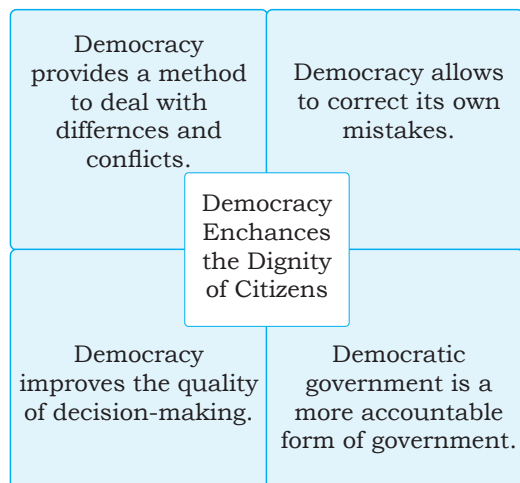 Democracy
provides a method
to deal with
differnces and
conflicts.
Democracy allows
to correct its own
mistakes.
Democracy
Enchances
the Dignity
of Citizens
Democracy
improves the quality
of decision-making.
Democratic
government is a
more accountable
form of government.